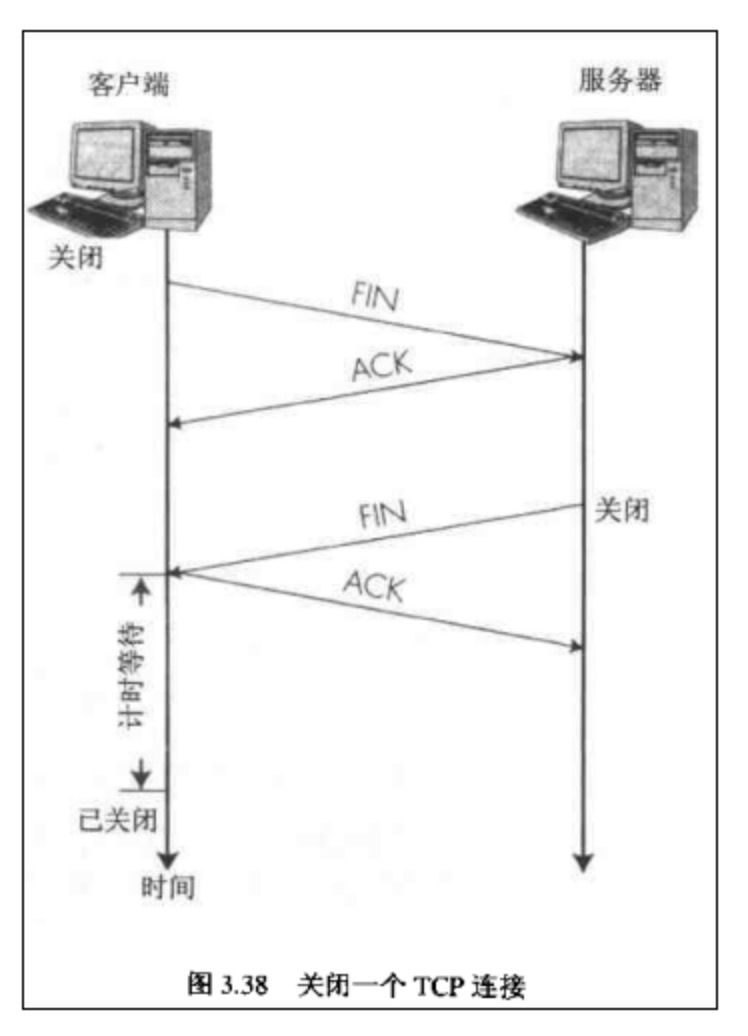 客户端
服务器
关闭
FIN
ACK
FIN
关闭
ACK
计时等待
已关闭
时间
图 3.38 关闭一个 TCP 连接